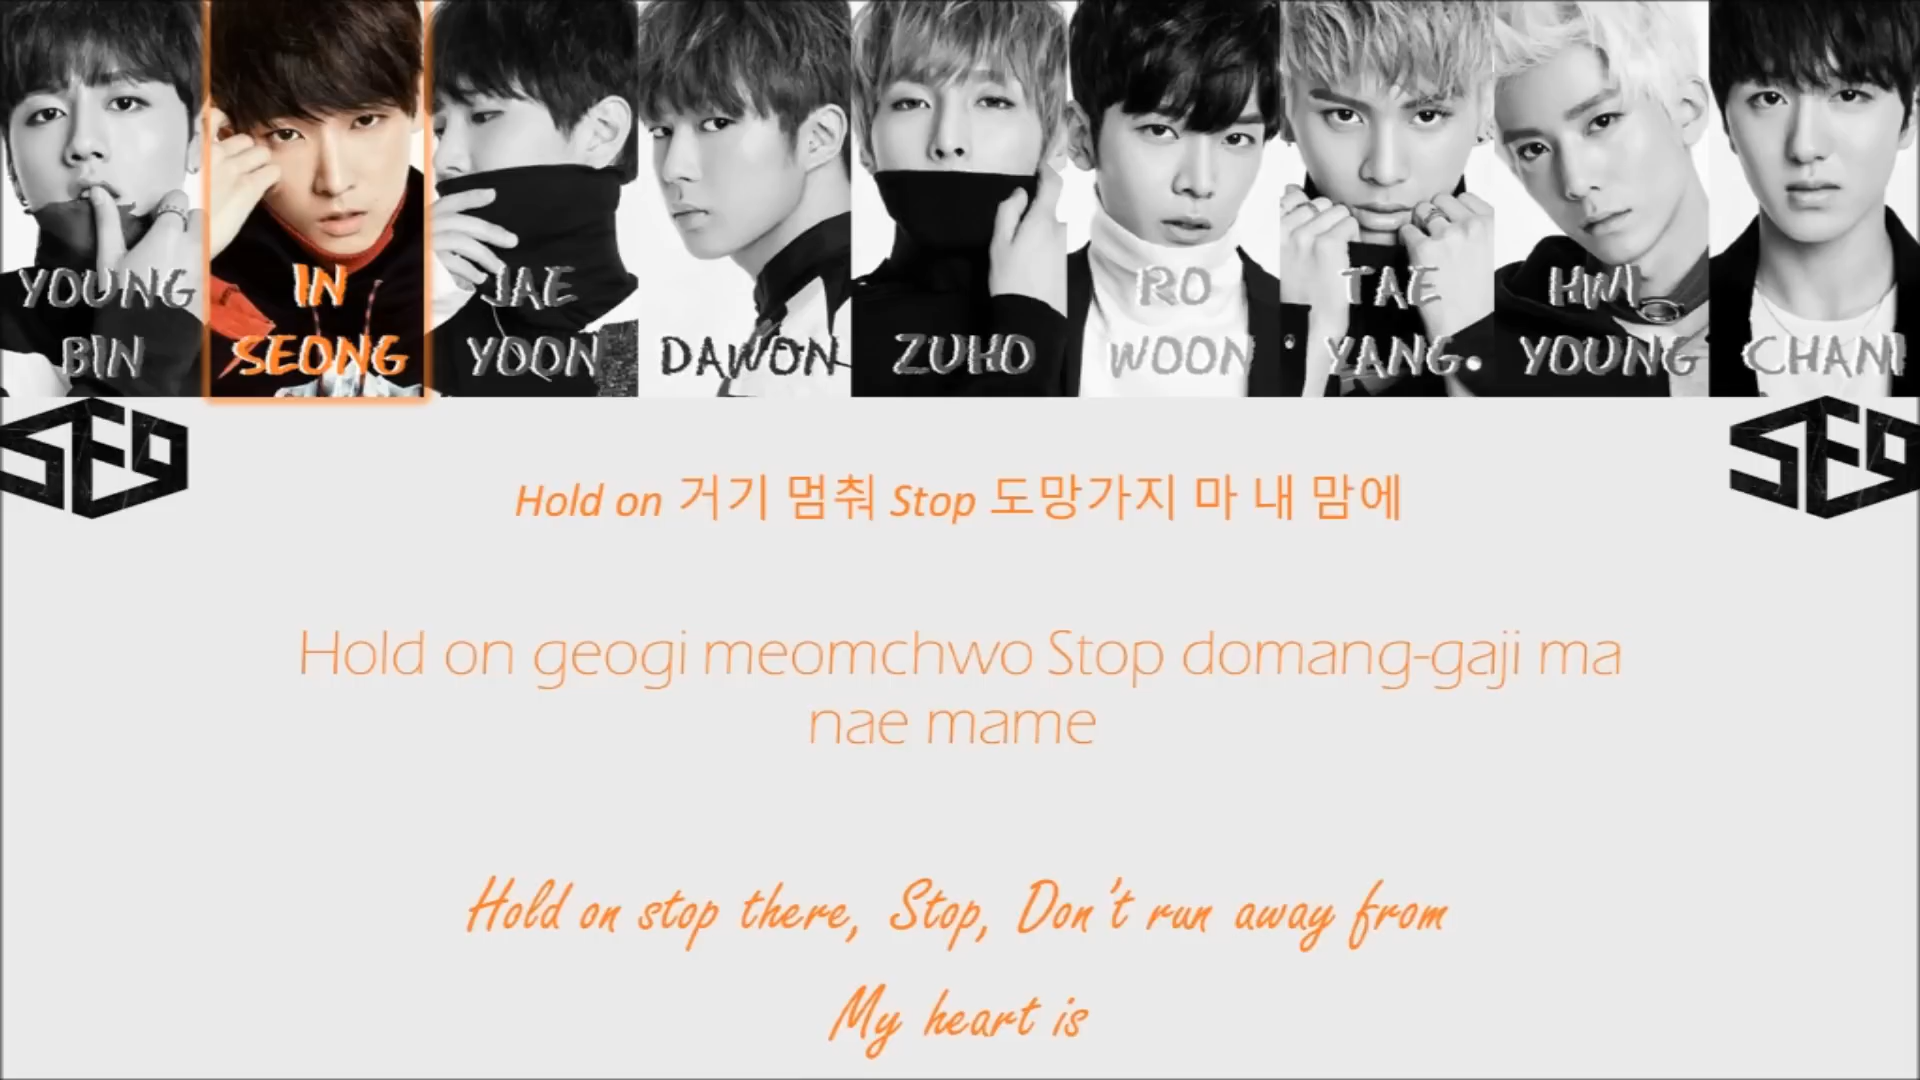 YOUNG BIN
IN SEONG
JAE YOON
DAWON
ZUHO
RO WOON
TAE YANG.
HWI YOUNG
CHANI
SF9
SF9
Hold on 거기 멈춰 Stop 도망가지 마 내 맘에
Hold on geogi meomchwo Stop domang-gaji ma
nae mame
Hold on stop there, Stop, Don't run away from
My heart is